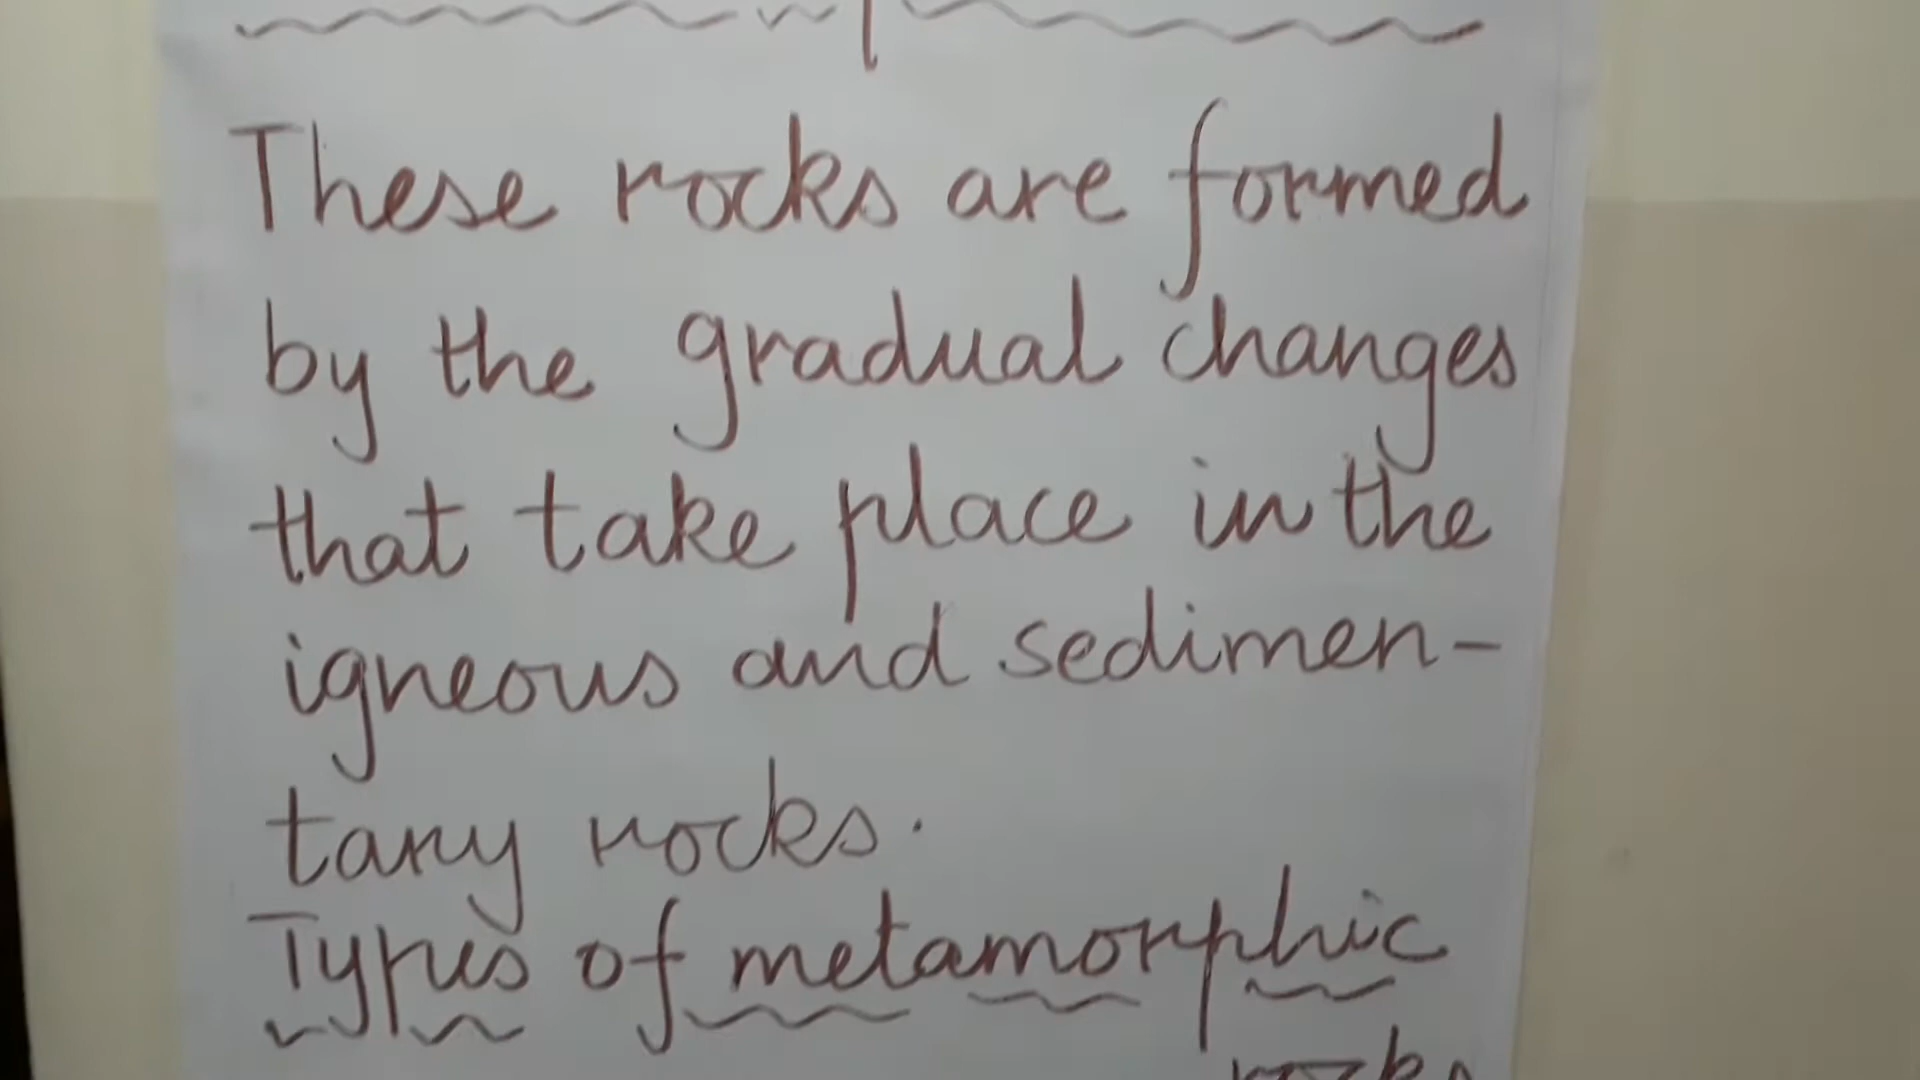 These rocks are formed
by the gradual changes
that take place in the
igneous and sedimen-
tary rocks.
Types of metamorphic
rocks